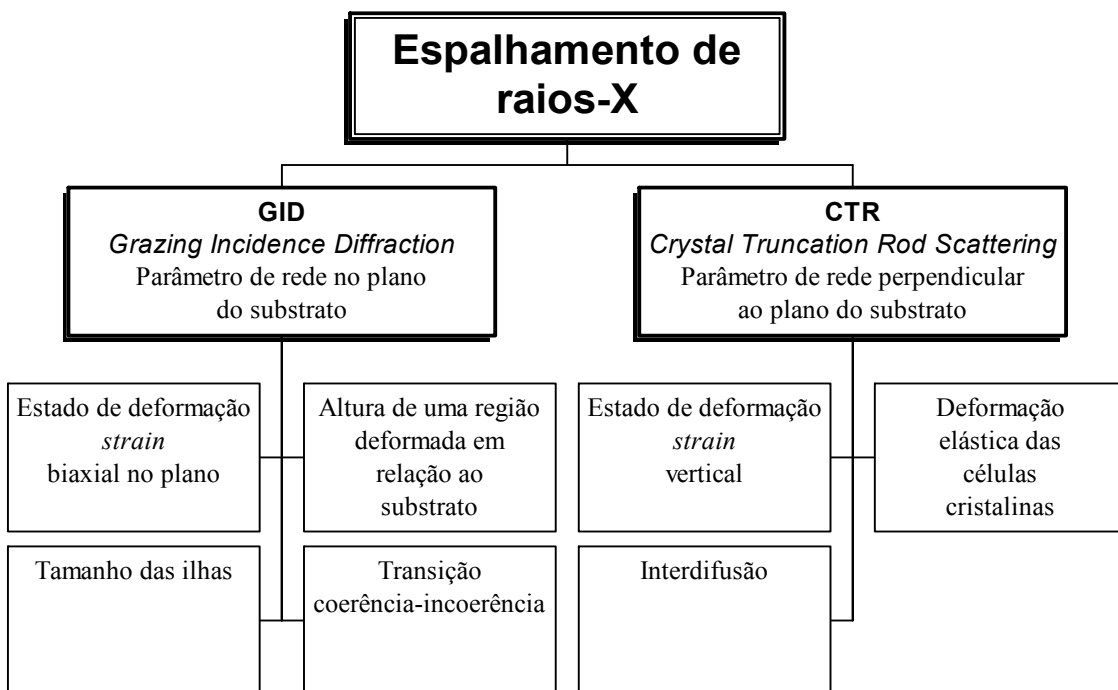 Espalhamento de
raios-X
GID
Grazing Incidence Diffraction
Parâmetro de rede no plano
do substrato
CTR
Crystal Truncation Rod Scattering
Parâmetro de rede perpendicular
ao plano do substrato
Estado de deformação
strain
biaxial no plano
Altura de uma região
deformada em
relação ao
substrato
Estado de deformação
strain
vertical
Deformação
elástica das
células
cristalinas
Tamanho das ilhas
Transição
coerência-incoerência
Interdifusão